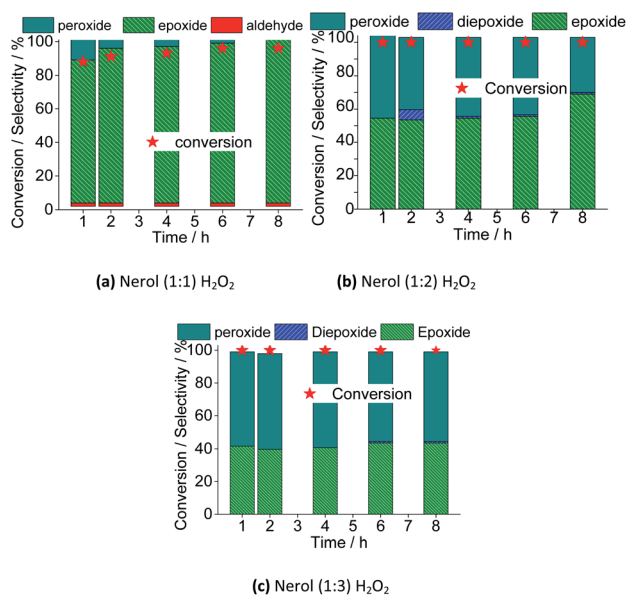 peroxide epoxide aldehyde
Conversion / Selectivity / %
100
80
60
40
20
0
conversion
1 2 3 4 5 6 7 8
Time / h
(a) Nerol (1:1) H₂O₂
peroxide diepoxide epoxide
Conversion / Selectivity / %
100
80
60
40
20
0
Conversion
1 2 3 4 5 6 7 8
Time / h
(b) Nerol (1:2) H₂O₂
peroxide Diepoxide Epoxide
Conversion / Selectivity / %
100
80
60
40
20
0
Conversion
1 2 3 4 5 6 7 8
Time / h
(c) Nerol (1:3) H₂O₂